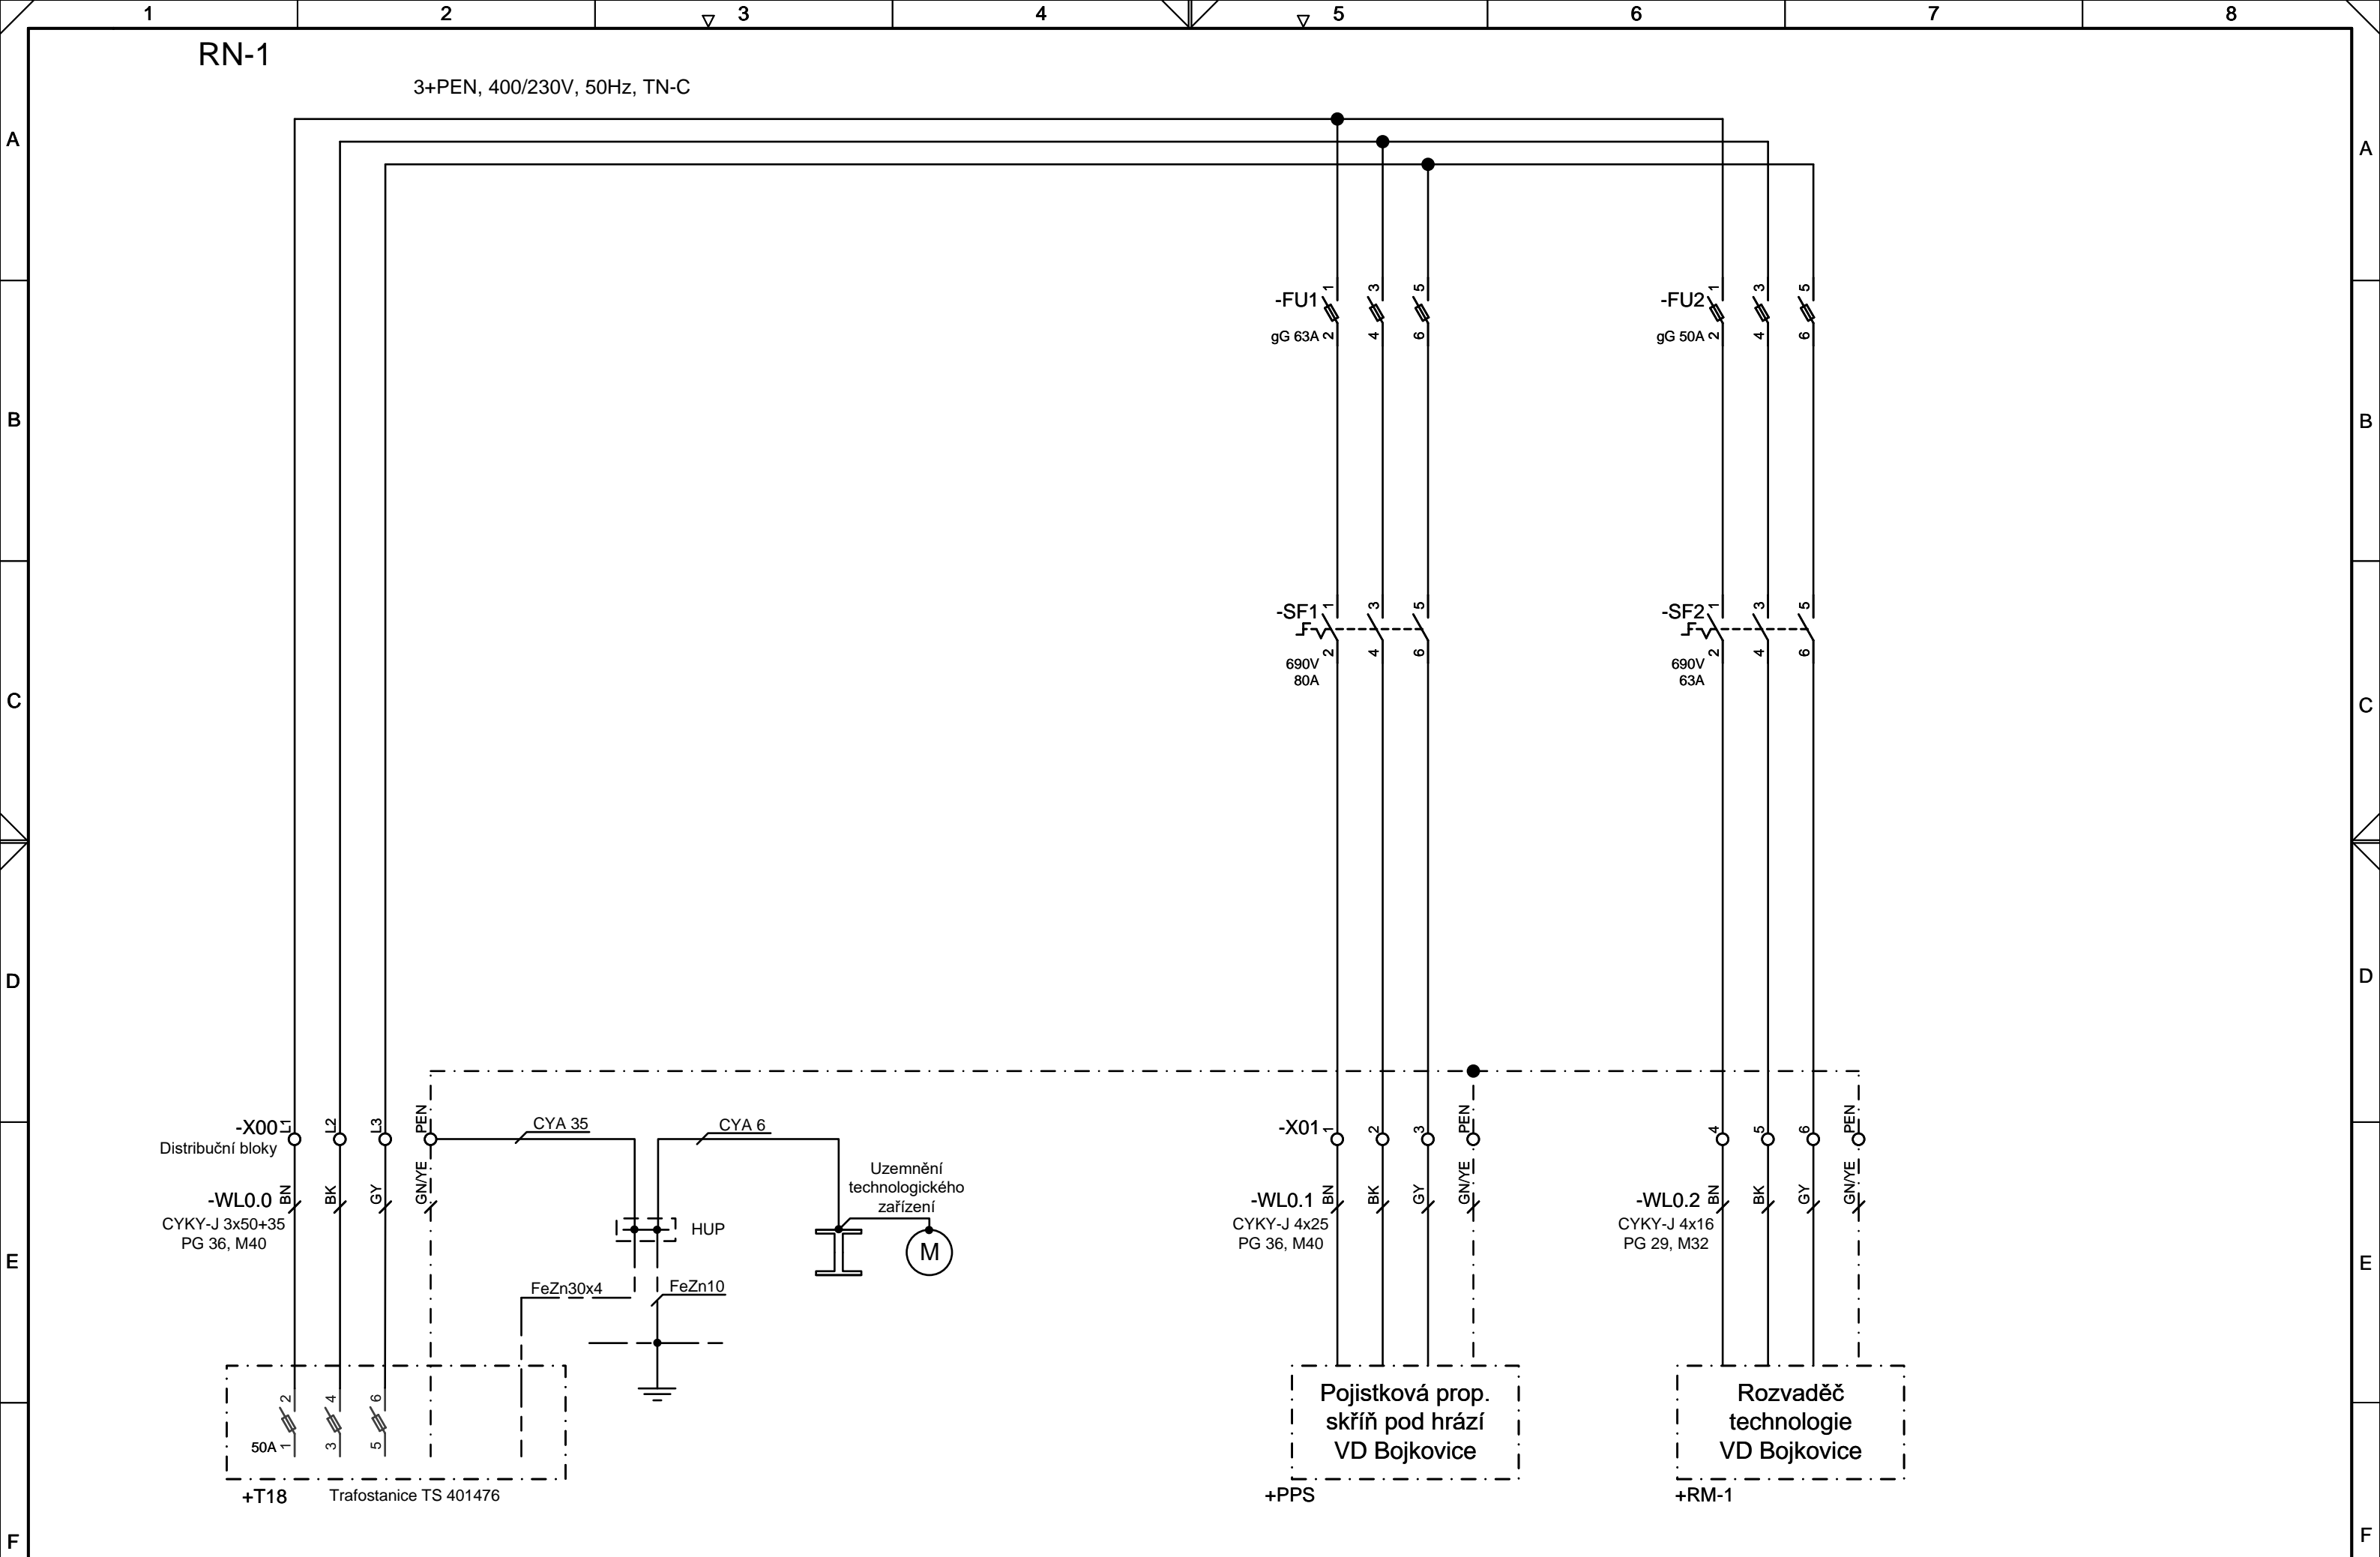 1 2 3 4 5 6 7 8
RN-1
3+PEN, 400/230V, 50Hz, TN-C
A A
-FU1 1 3 5
gG 63A 2 4 6
-FU2 1 3 5
gG 50A 2 4 6
B B
-SF1 1 3 5
2 4 6
690V
80A
-SF2 1 3 5
2 4 6
690V
63A
C C
D D
-X00 L1 L2 L3 PEN
Distribuční bloky
CYA 35
CYA 6
-X01 1 2 3 PEN
4 5 6 PEN
Uzemnění
technologického
zařízení
-WL0.0 BN BK GY GN/YE
CYKY-J 3x50+35
PG 36, M40
HUP
M
-WL0.1 BN BK GY GN/YE
CYKY-J 4x25
PG 36, M40
-WL0.2 BN BK GY GN/YE
CYKY-J 4x16
PG 29, M32
E E
FeZn30x4
FeZn10
2 4 6
50A 1 3 5
+T18
Trafostanice TS 401476
Pojistková prop.
skříň pod hrází
VD Bojkovice
+PPS
Rozvaděč
technologie
VD Bojkovice
+RM-1
F F